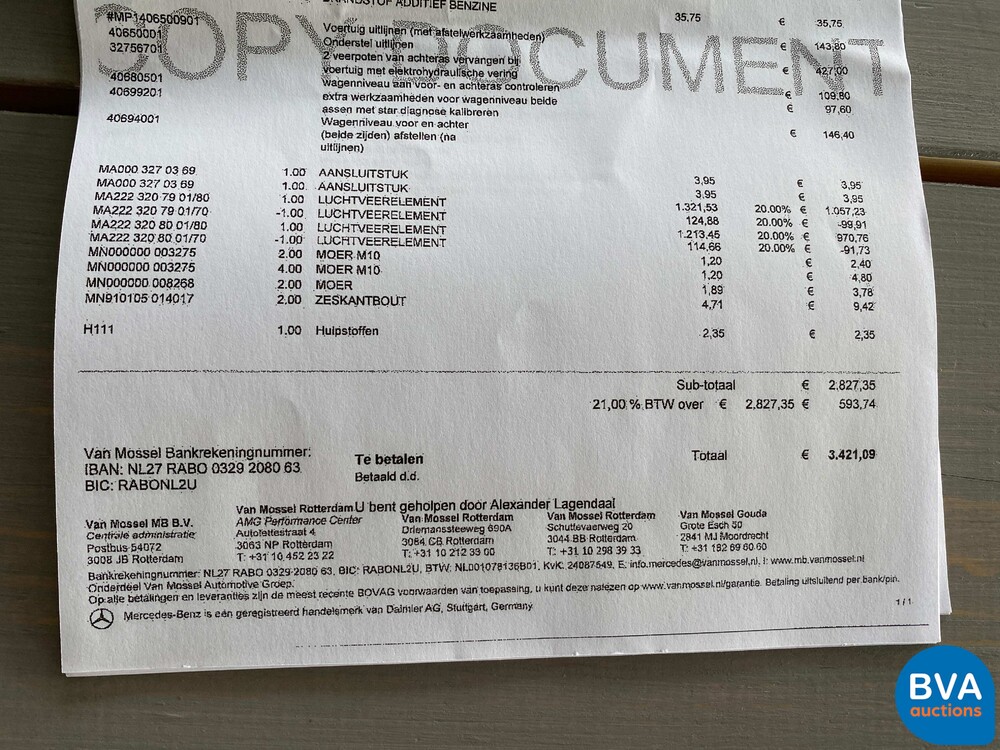 BRANDSTOF ADDITIEF BENZINE
#MP1406500901 35,75 € 35,75
40650001 Voertuig uitlijnen (met afstelwerkzaamheden)
32756701 Onderstel uitlijnen € 143,80
2 veerpoten van achteras vervangen bij
voertuig met elektrohydraulische vering € 427,00
40680501 wagenniveau aan voor- en achteras controleren € 109,80
40699201 extra werkzaamheden voor wagenniveau beide € 97,60
assen met star diagnose kalibreren
40694001 Wagenniveau voor en achter
(beide zijden) afstellen (na € 146,40
uitlijnen)
MA000 327 03 69 1.00 AANSLUITSTUK 3,95 € 3,95
MA000 327 03 69 1.00 AANSLUITSTUK 3,95 € 3,95
MA222 320 79 01/80 1.00 LUCHTVEERELEMENT 1.321,53 20.00% € 1.057,23
MA222 320 79 01/70 -1.00 LUCHTVEERELEMENT 124,88 20.00% € -99,91
MA222 320 80 01/80 1.00 LUCHTVEERELEMENT 1.213,45 20.00% € 970,76
MA222 320 80 01/70 -1.00 LUCHTVEERELEMENT 114,66 20.00% € -91,73
MN000000 003275 2.00 MOER M10 1,20 € 2,40
MN000000 003275 4.00 MOER M10 1,20 € 4,80
MN000000 008268 2.00 MOER 1,89 € 3,78
MN910105 014017 2.00 ZESKANTBOUT 4,71 € 9,42
H111 1.00 Hulpstoffen 2,35 € 2,35
COPY DOCUMENT
Sub-totaal € 2.827,35
21,00 % BTW over € 2.827,35 € 593,74
Van Mossel Bankrekeningnummer: Te betalen Totaal € 3.421,09
IBAN: NL27 RABO 0329 2080 63 Betaald d.d.
BIC: RABONL2U
U bent geholpen door Alexander Lagendaal
Van Mossel MB B.V. Van Mossel Rotterdam Van Mossel Rotterdam Van Mossel Rotterdam Van Mossel Gouda
Centrale administratie AMG Performance Center Driemanssteeweg 690A Schuttevaerweg 20 Grote Esch 50
Postbus 54072 Autolettestraat 4 3084 CB Rotterdam 3044 BB Rotterdam 2841 MJ Moordrecht
3008 JB Rotterdam 3063 NP Rotterdam T: +31 10 212 39 00 T: +31 10 298 39 33 T: +31 182 69 60 60
T: +31 10 452 23 22
Bankrekeningnummer: NL27 RABO 0329 2080 63, BIC: RABONL2U, BTW: NL001078136B01, KvK: 24087649, E: info.mercedes@vanmossel.nl, I: www.mb.vanmossel.nl
Onderdeel Van Mossel Automotive Groep.
Op alle betalingen en leveranties zijn de meest recente BOVAG voorwaarden van toepassing, u kunt deze nalezen op www.vanmossel.nl/garantie. Betaling uitsluitend per bank/pin.
Mercedes-Benz is een geregistreerd handelsmerk van Daimler AG, Stuttgart, Germany
1 / 1
BVA
auctions